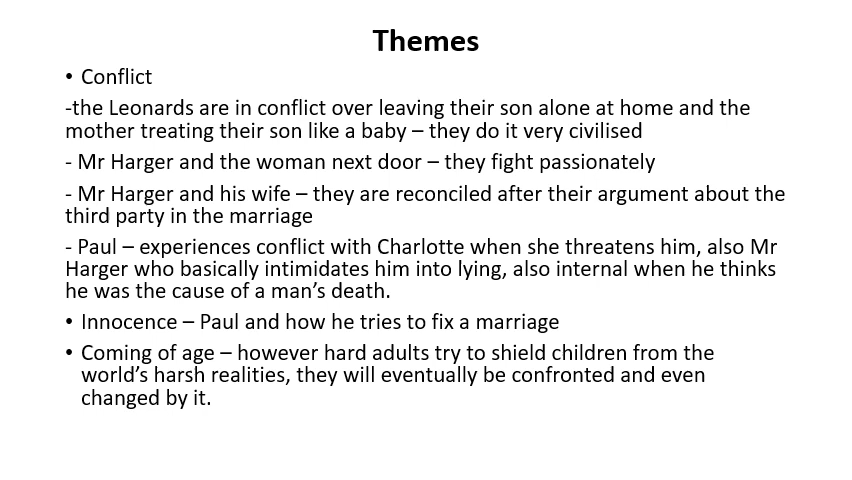 Themes
• Conflict
-the Leonards are in conflict over leaving their son alone at home and the
mother treating their son like a baby – they do it very civilised
- Mr Harger and the woman next door – they fight passionately
- Mr Harger and his wife – they are reconciled after their argument about the
third party in the marriage
- Paul – experiences conflict with Charlotte when she threatens him, also Mr
Harger who basically intimidates him into lying, also internal when he thinks
he was the cause of a man’s death.
• Innocence – Paul and how he tries to fix a marriage
• Coming of age – however hard adults try to shield children from the
world’s harsh realities, they will eventually be confronted and even
changed by it.